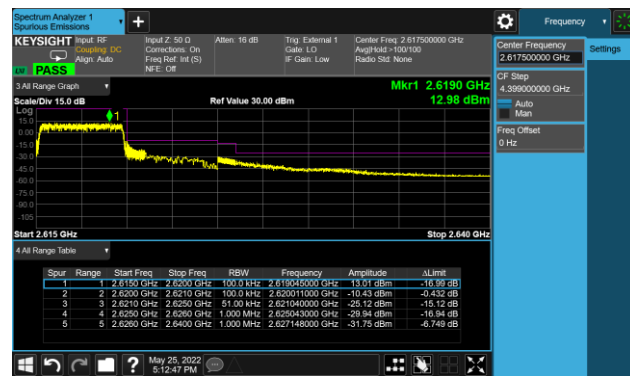 Spectrum Analyzer 1
Spurious Emissions
Frequency
KEYSIGHT
Input: RF
Coupling: DC
Align: Auto
Input Z: 50 Ω
Corrections: On
Freq Ref: Int (S)
NFE: Off
Atten: 16 dB
Trig: External 1
Gate: LO
IF Gain: Low
Center Freq: 2.617500000 GHz
Avg|Hold:>100/100
Radio Std: None
PASS
Center Frequency
2.617500000 GHz
Settings
CF Step
4.399000000 GHz
Auto
Man
Freq Offset
0 Hz
3 All Range Graph
Mkr1 2.6190 GHz
Scale/Div 15.0 dB
Ref Value 30.00 dBm
12.98 dBm
Log
1
15.0
0.00
-15.0
-30.0
-45.0
-60.0
-75.0
-90.0
-105
Start 2.615 GHz
Stop 2.640 GHz
4 All Range Table
Spur Range Start Freq Stop Freq RBW Frequency Amplitude ΔLimit
1 1 2.6150 GHz 2.6200 GHz 100.0 kHz 2.619045000 GHz 13.01 dBm -16.99 dB
2 2 2.6200 GHz 2.6210 GHz 100.0 kHz 2.620011000 GHz -10.43 dBm -0.432 dB
3 3 2.6210 GHz 2.6250 GHz 51.00 kHz 2.621040000 GHz -25.12 dBm -15.12 dB
4 4 2.6250 GHz 2.6260 GHz 1.000 MHz 2.625043000 GHz -29.94 dBm -16.94 dB
5 5 2.6260 GHz 2.6400 GHz 1.000 MHz 2.627148000 GHz -31.75 dBm -6.749 dB
May 25, 2022
5:12:47 PM